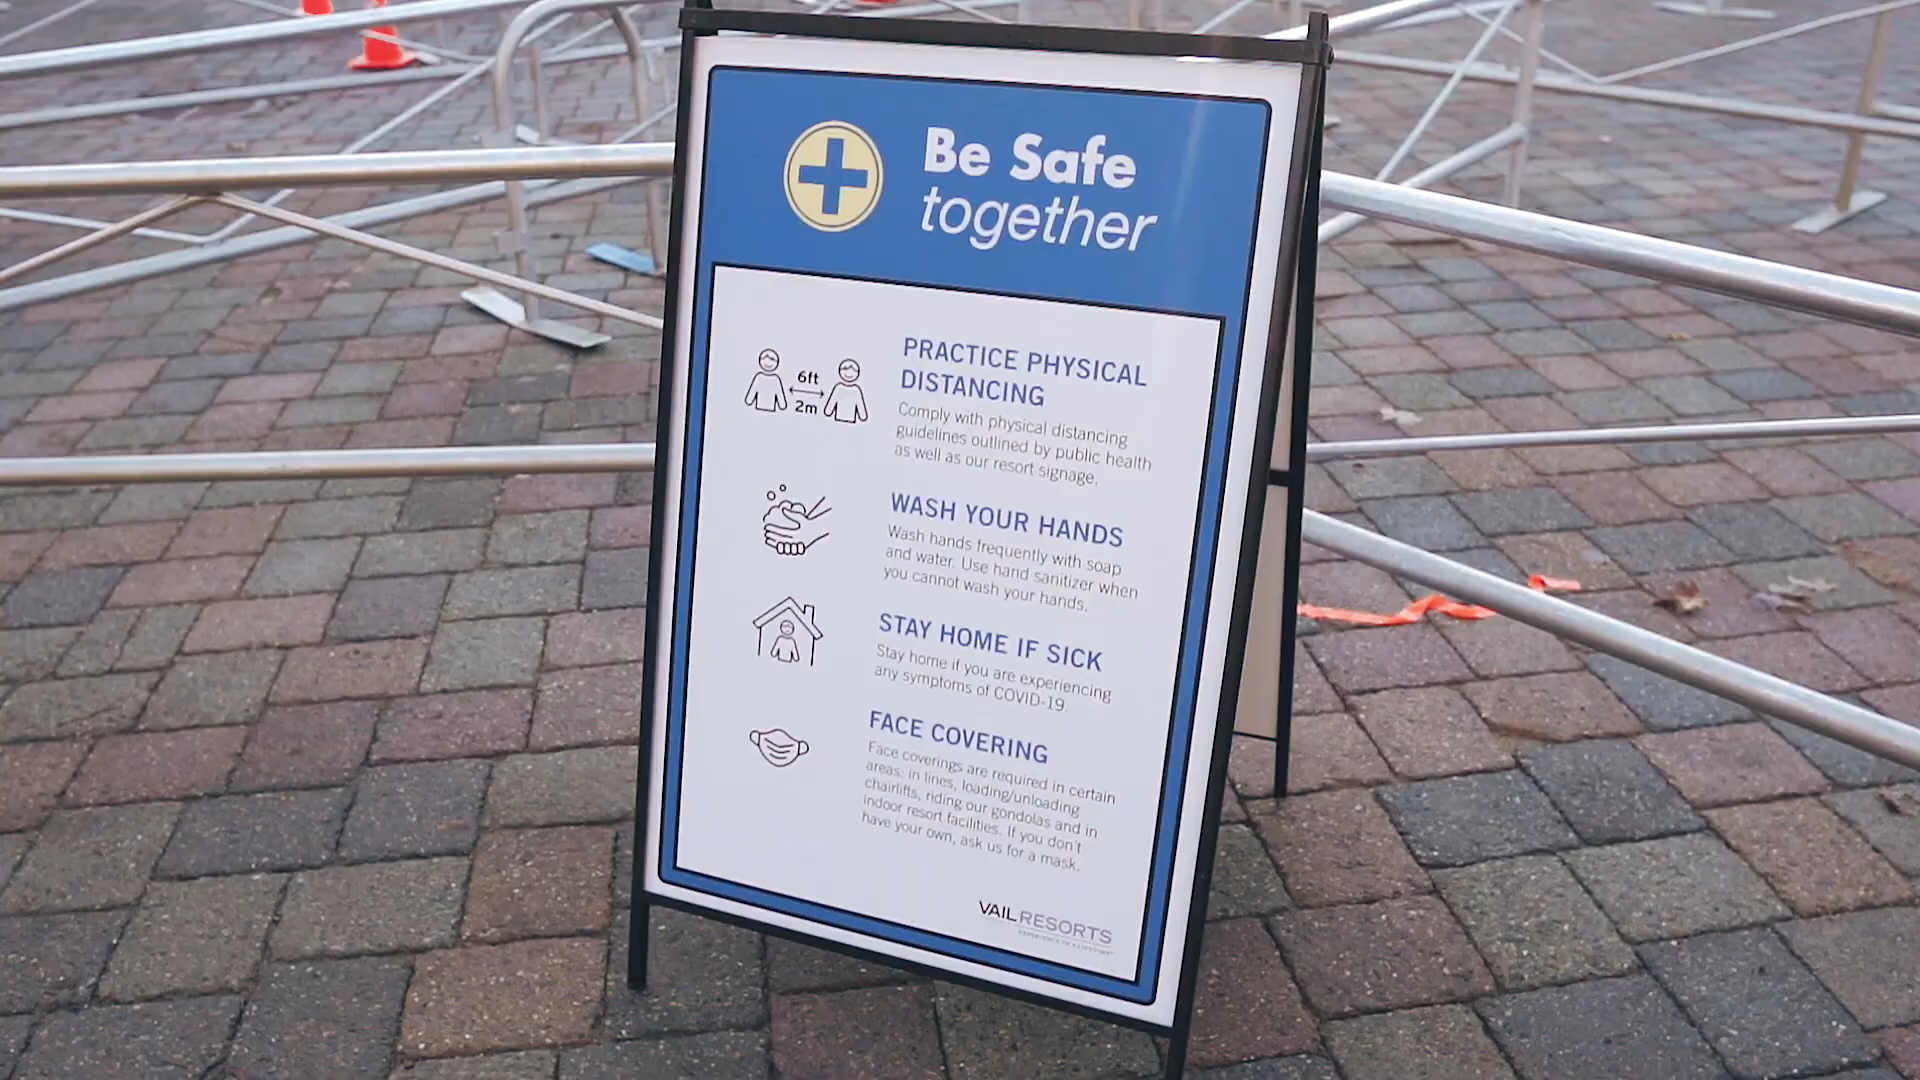 Be Safe
together
6ft
2m
PRACTICE PHYSICAL
DISTANCING
Comply with physical distancing
guidelines outlined by public health
as well as our resort signage.
WASH YOUR HANDS
Wash hands frequently with soap
and water. Use hand sanitizer when
you cannot wash your hands.
STAY HOME IF SICK
Stay home if you are experiencing
any symptoms of COVID-19.
FACE COVERING
Face coverings are required in certain
areas: in lines, loading/unloading
chairlifts, riding our gondolas and in
indoor resort facilities. If you don't
have your own, ask us for a mask.
VAILRESORTS